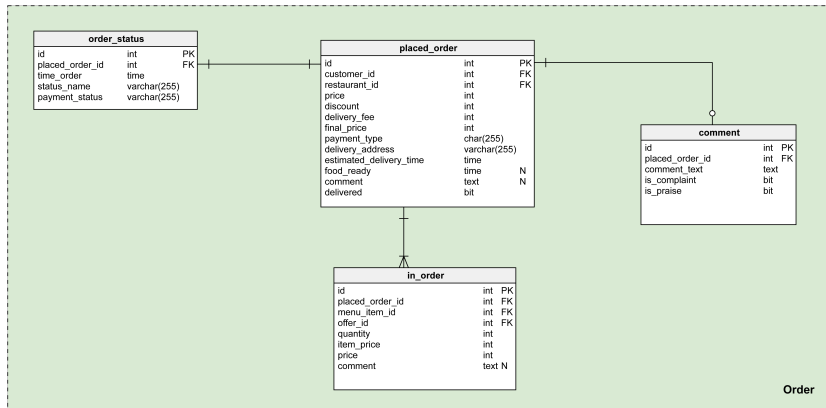 order_status
id int PK
placed_order_id int FK
time_order time
status_name varchar(255)
payment_status varchar(255)
placed_order
id int PK
customer_id int FK
restaurant_id int FK
price int
discount int
delivery_fee int
final_price int
payment_type char(255)
delivery_address varchar(255)
estimated_delivery_time time
food_ready time N
comment text N
delivered bit
comment
id int PK
placed_order_id int FK
comment_text text
is_complaint bit
is_praise bit
in_order
id int PK
placed_order_id int FK
menu_item_id int FK
offer_id int FK
quantity int
item_price int
price int
comment text N
Order